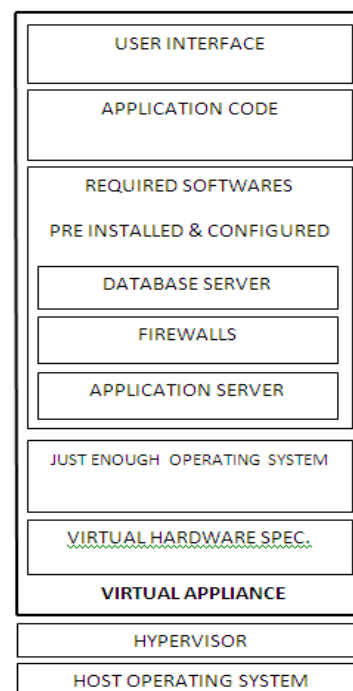 USER INTERFACE
APPLICATION CODE
REQUIRED SOFTWARES
PRE INSTALLED & CONFIGURED
DATABASE SERVER
FIREWALLS
APPLICATION SERVER
JUST ENOUGH OPERATING SYSTEM
VIRTUAL HARDWARE SPEC.
VIRTUAL APPLIANCE
HYPERVISOR
HOST OPERATING SYSTEM